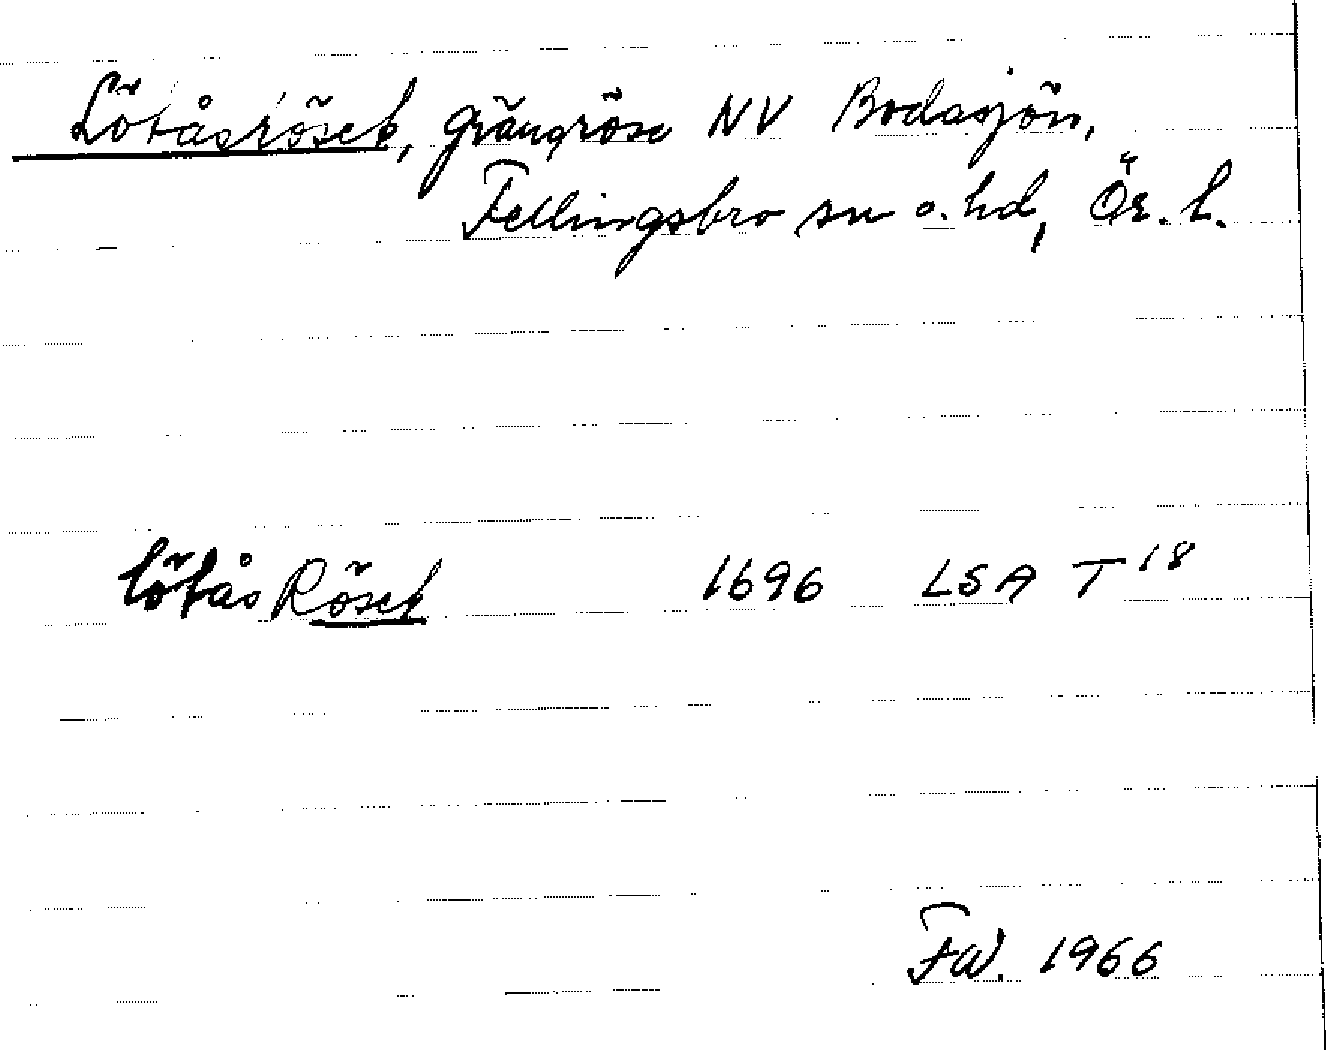 Lötåsröset, gränsröse NV Bodasjön,
Fellingsbro sn o. hd, Ör. l.
lötås Röset 1696 LSA T 18
FW. 1966